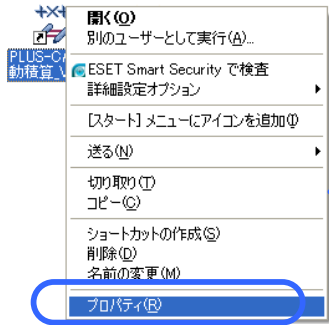 開く(O)
別のユーザーとして実行(A)...
PLUS-CA
動積算_V
ESET Smart Security で検査
詳細設定オプション
[スタート] メニューにアイコンを追加(I)
送る(N)
切り取り(T)
コピー(C)
ショートカットの作成(S)
削除(D)
名前の変更(M)
プロパティ(R)